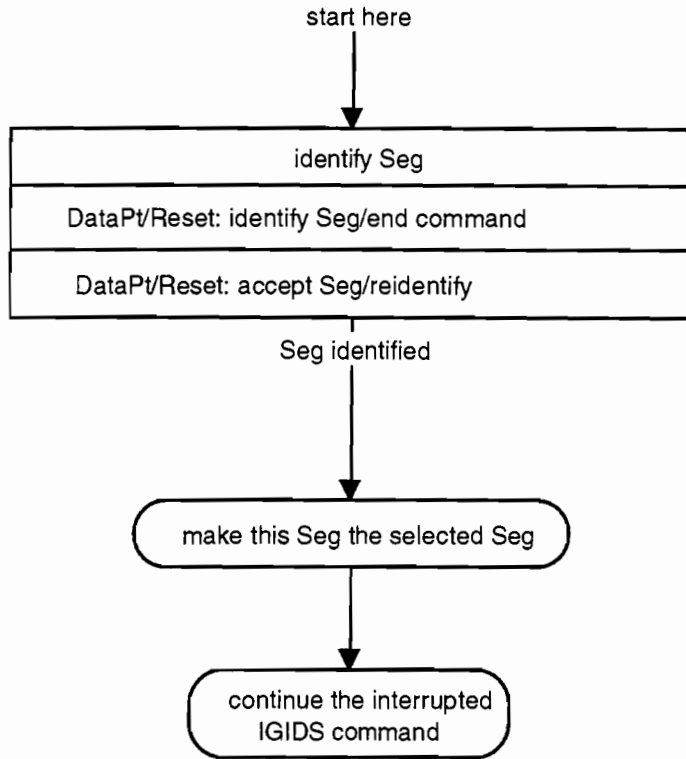 start here
identify Seg
DataPt/Reset: identify Seg/end command
DataPt/Reset: accept Seg/reidentify
Seg identified
make this Seg the selected Seg
continue the interrupted
IGIDS command